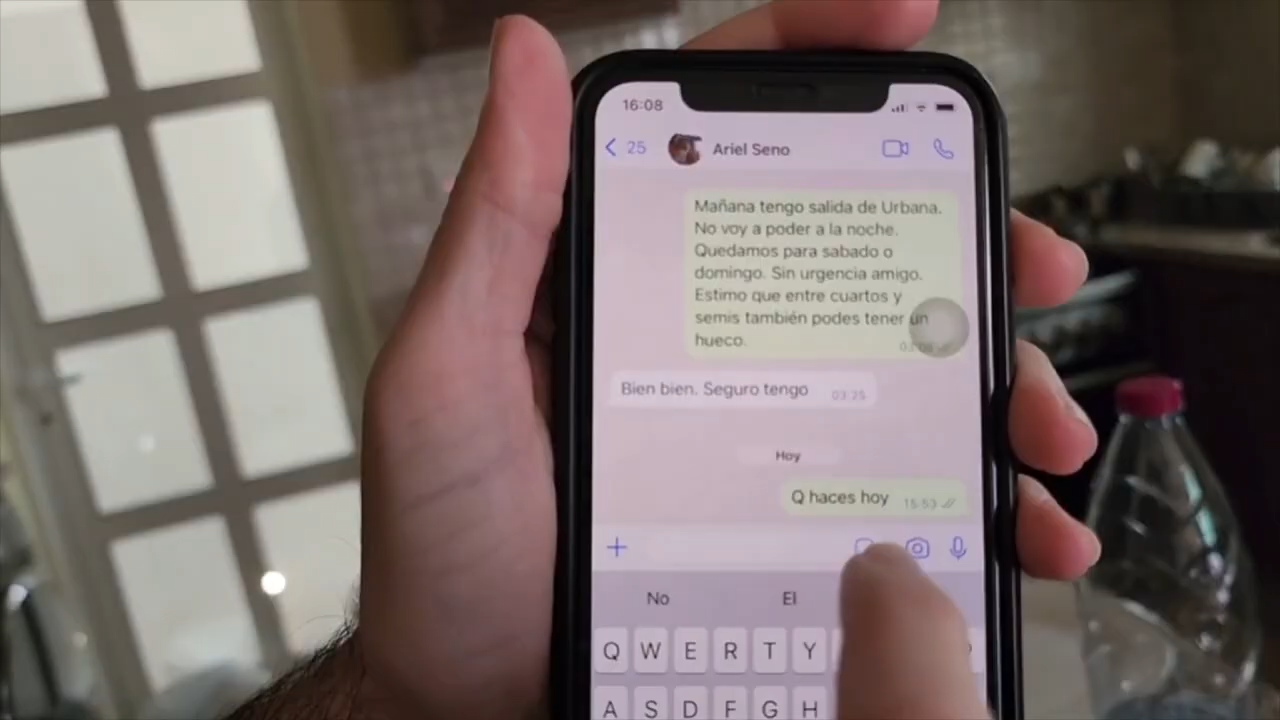 16:08
25 Ariel Seno
Mañana tengo salida de Urbana.
No voy a poder a la noche.
Quedamos para sabado o
domingo. Sin urgencia amigo.
Estimo que entre cuartos y
semis también podes tener un
hueco.
Bien bien. Seguro tengo 03:25
Hoy
Q haces hoy 15:53
No El
Q W E R T Y
A S D F G H